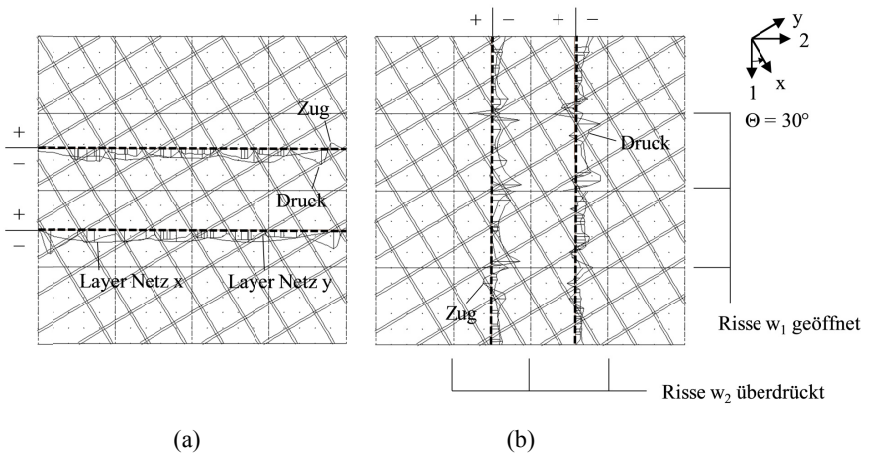 + − + −
y
2
x
1
Θ = 30°
Zug
+
−
Druck
Druck
+
−
Layer Netz x
Layer Netz y
Zug
Risse w₁ geöffnet
Risse w₂ überdrückt
(a)
(b)